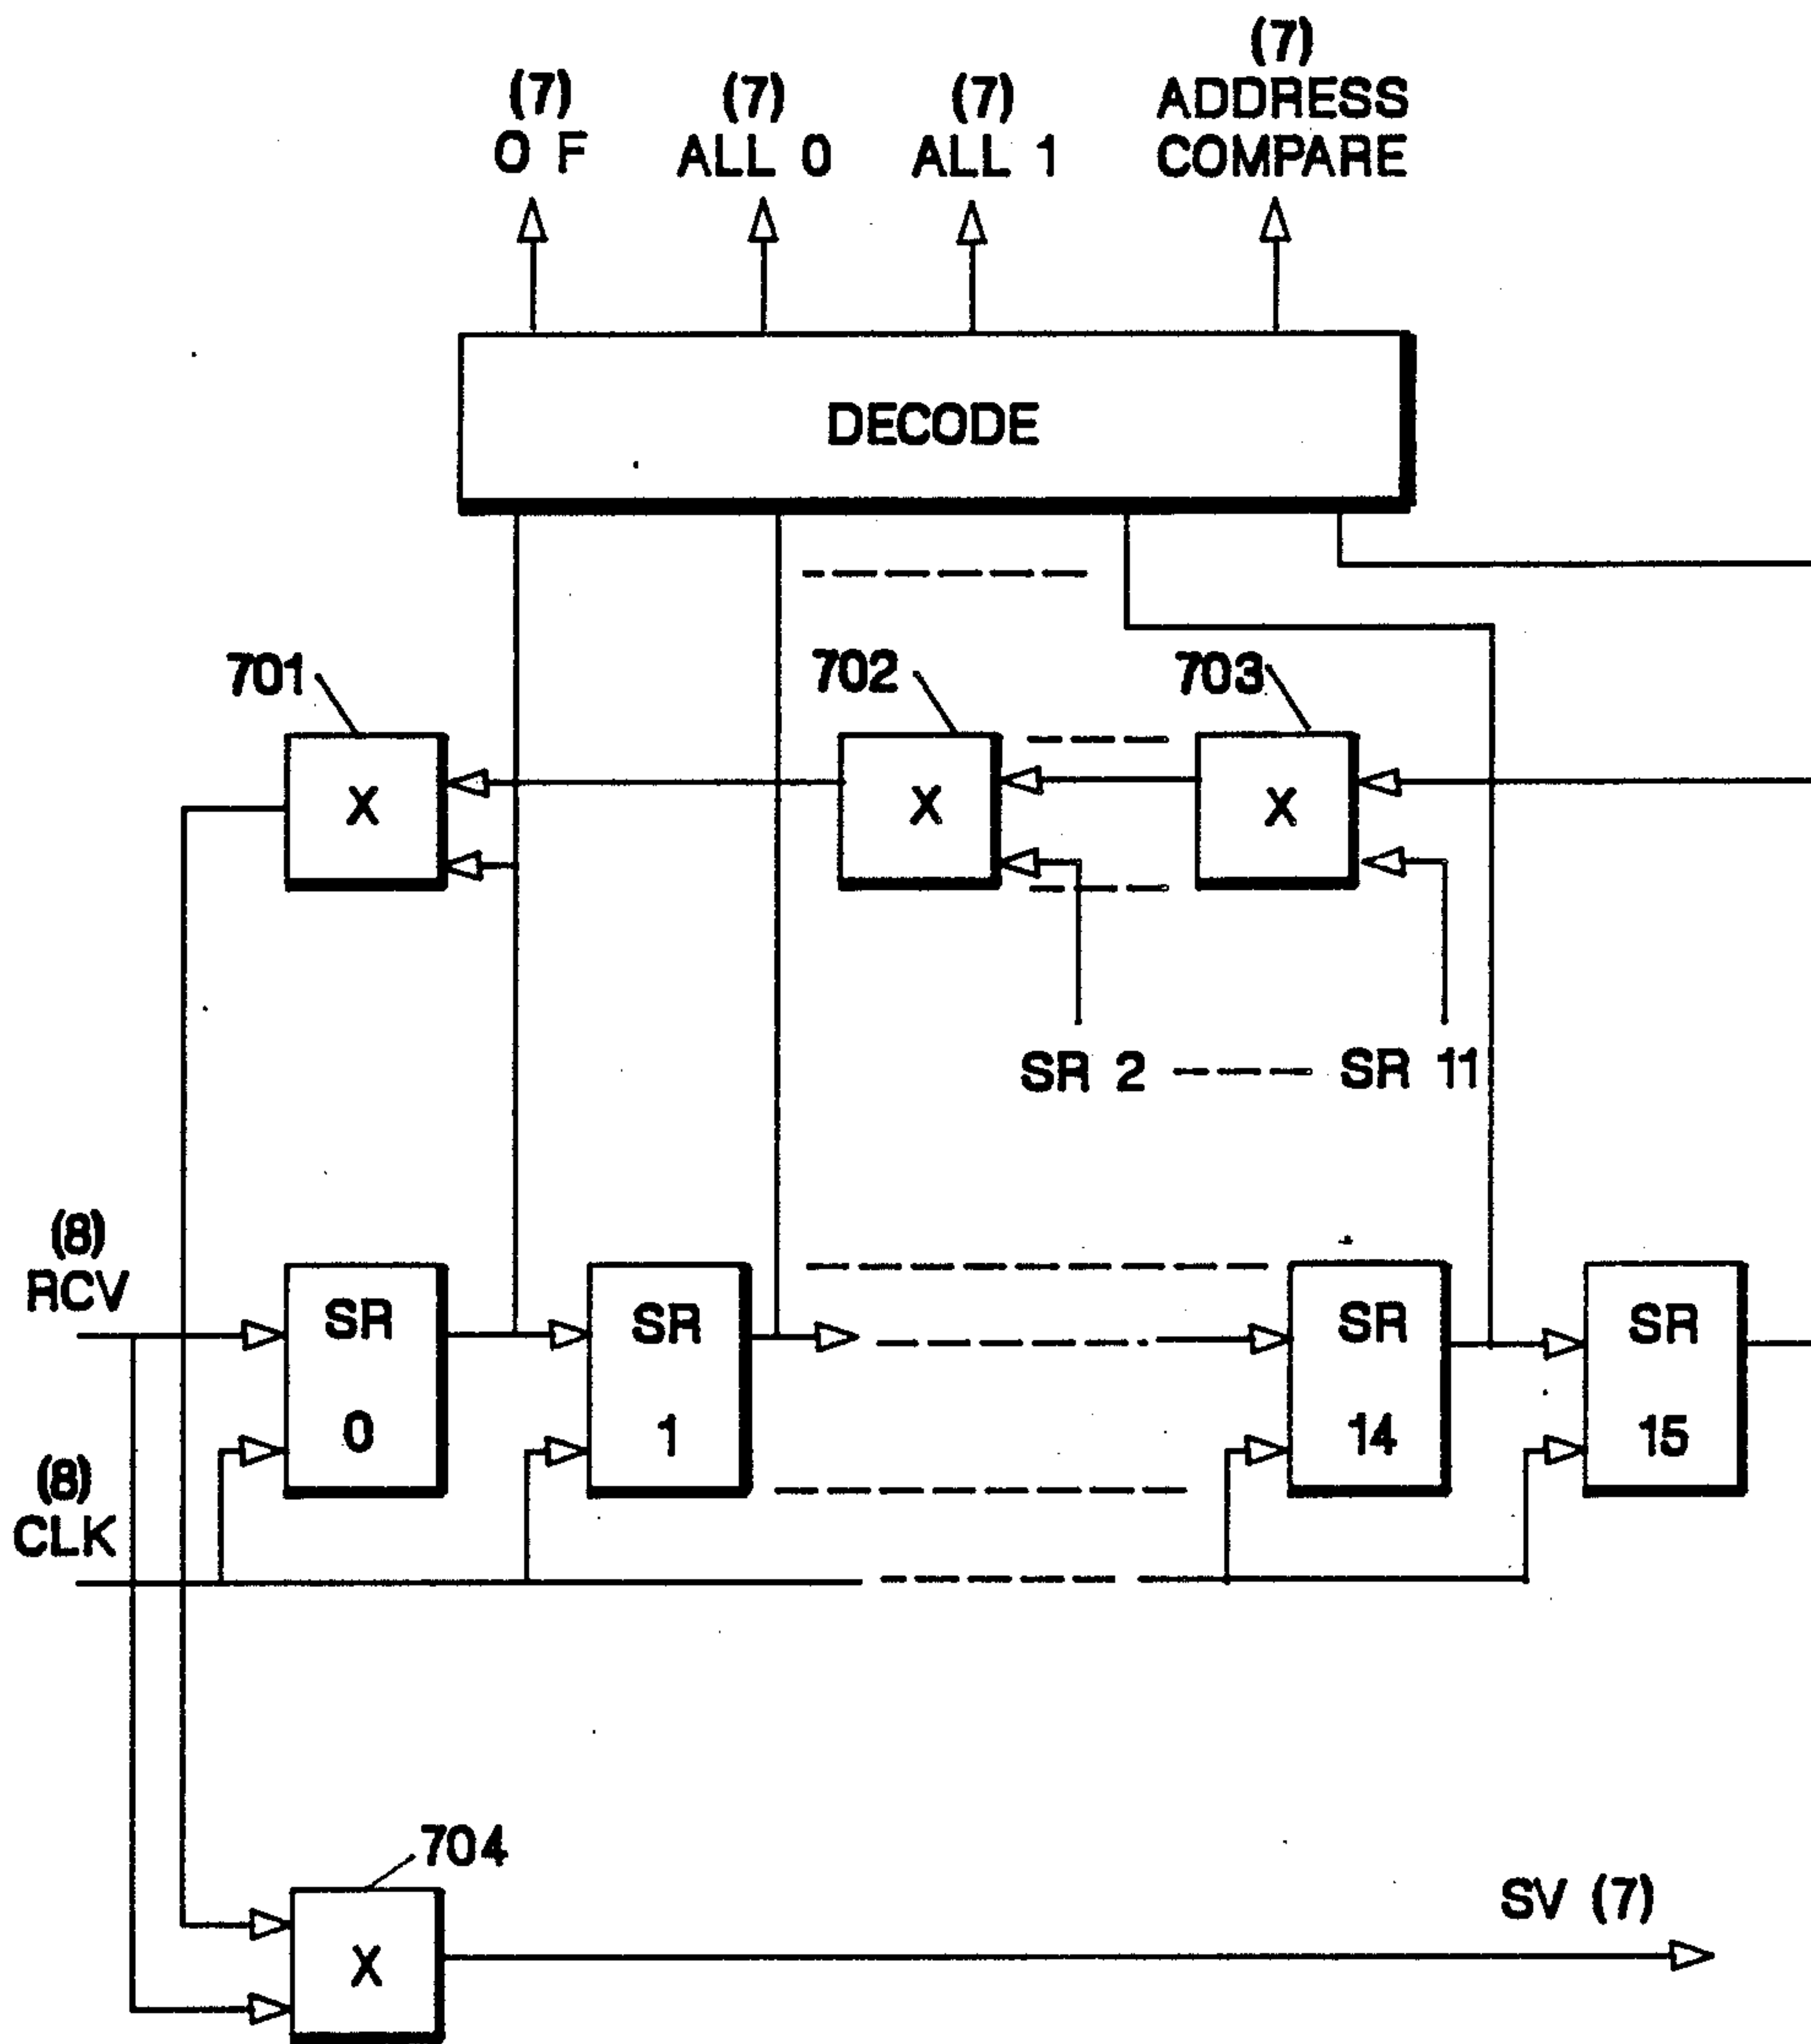 (7)
O F
(7)
ALL 0
(7)
ALL 1
(7)
ADDRESS
COMPARE
DECODE
701
702
703
X
X
X
SR 2
SR 11
(8)
RCV
SR
0
SR
1
SR
14
SR
15
(8)
CLK
704
X
SV (7)